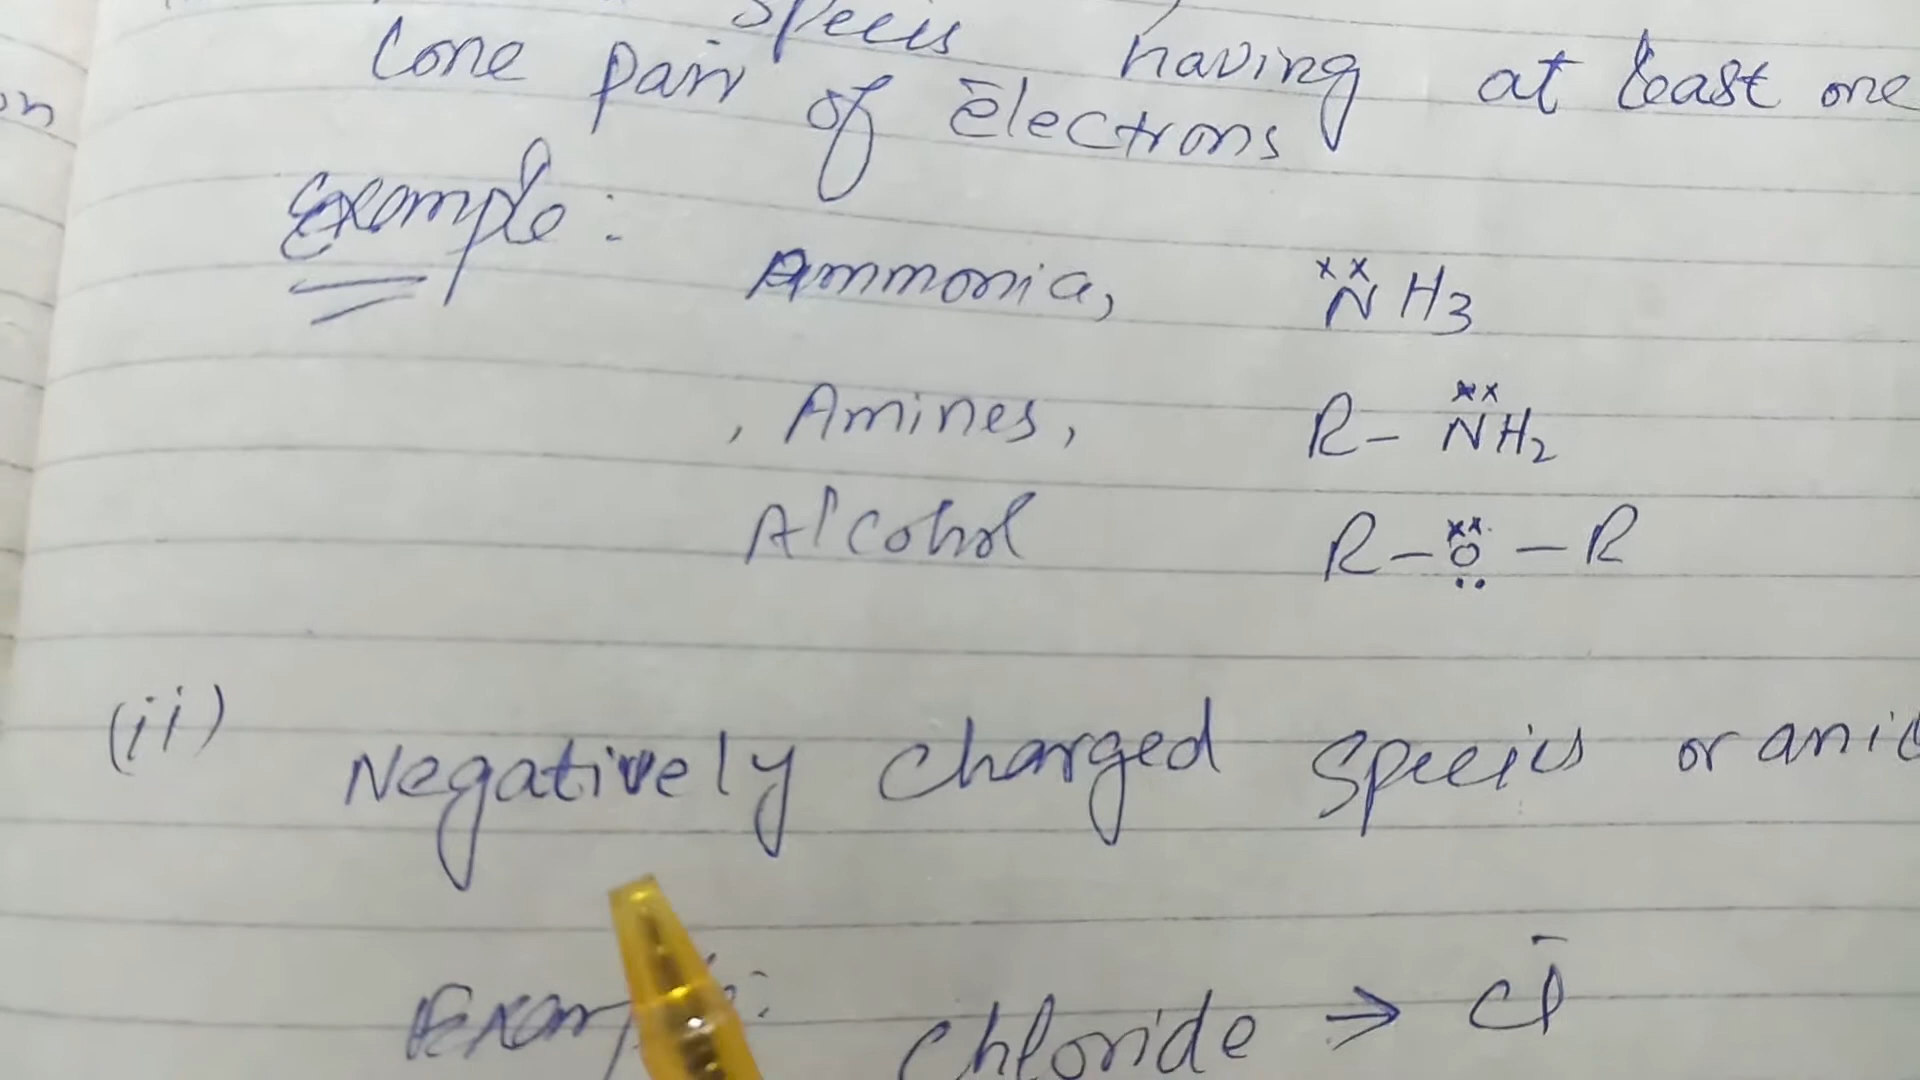 Species having at least one
lone pair of electrons
Example:
Ammonia, NH3
, Amines, R- NH2
Alcohol R-O-R
(ii)
Negatively charged species or
Chloride → Cl-